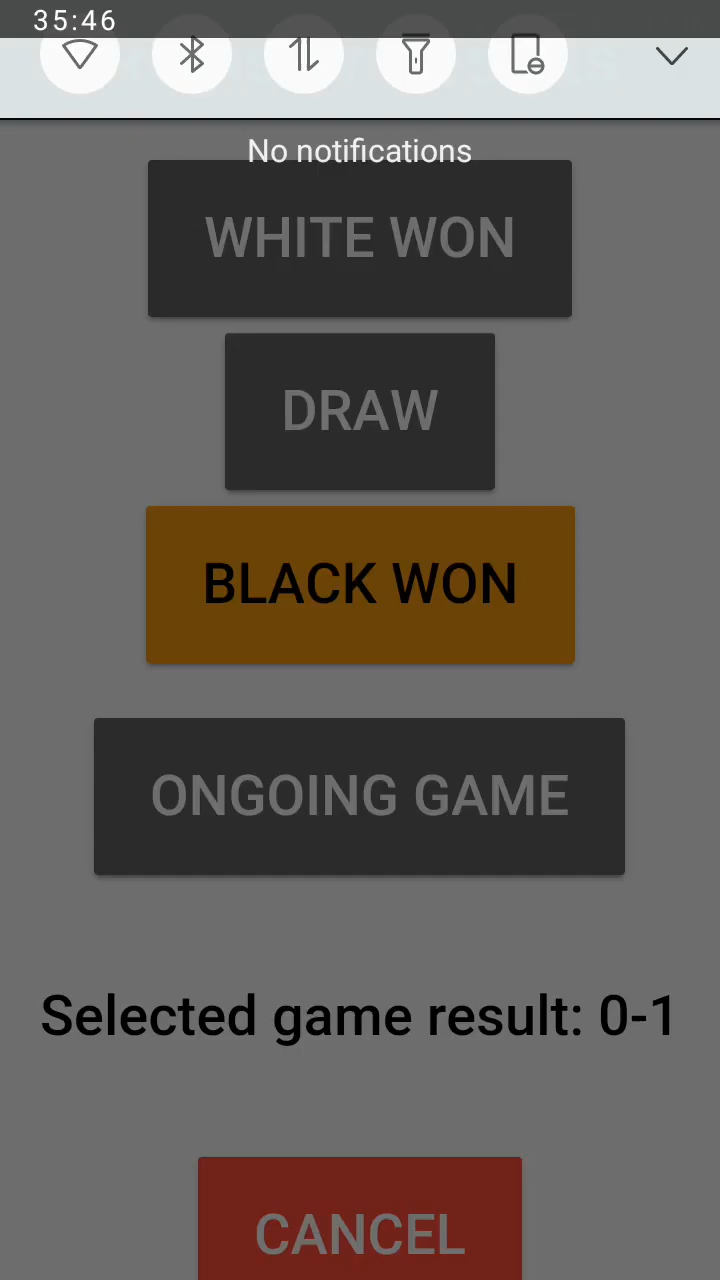 35:46
No notifications
WHITE WON
DRAW
BLACK WON
ONGOING GAME
Selected game result: 0-1
CANCEL